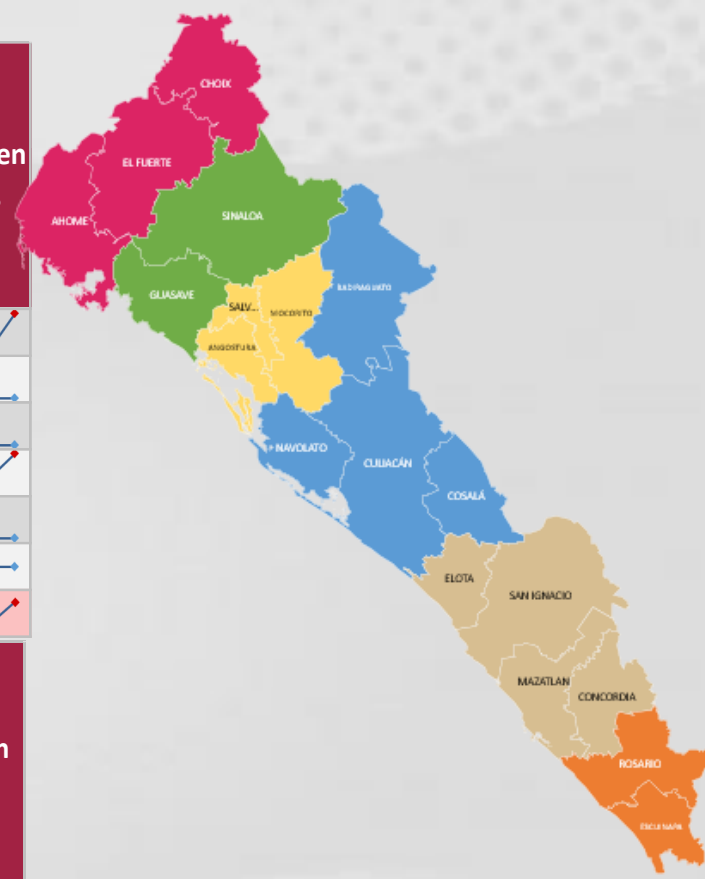 CHOIX
en
EL FUERTE
SINALOA
AHOME
BADIRAGUATO
GUASAVE
SALV...
MOCORITO
ANGOSTURA
NAVOLATO
CULIACÁN
COSALÁ
ELOTA
SAN IGNACIO
MAZATLAN
CONCORDIA
n
ROSARIO
ESCUINAPA